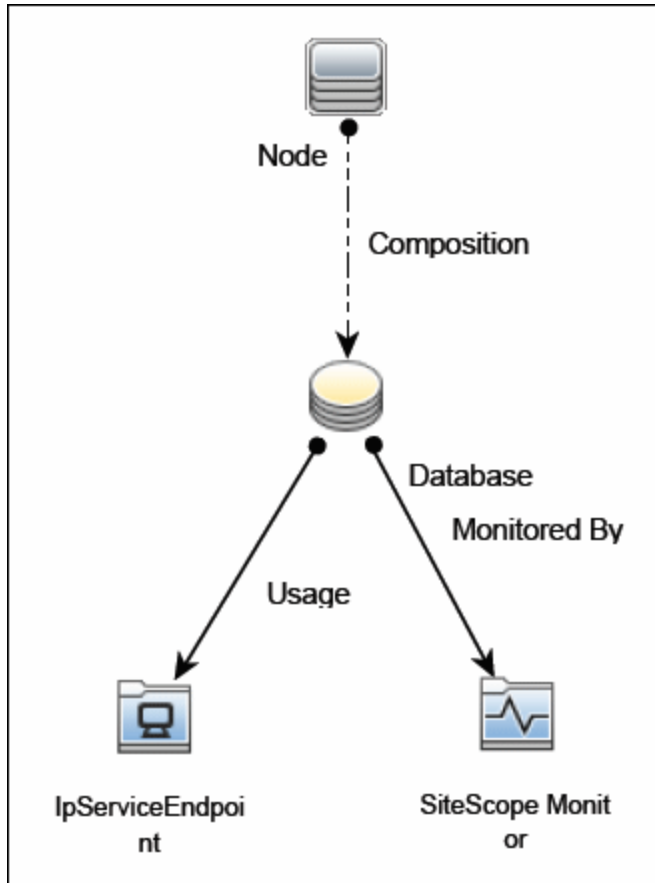 Node
Composition
Database
Monitored By
Usage
IpServiceEndpoi
nt
SiteScope Monit
or